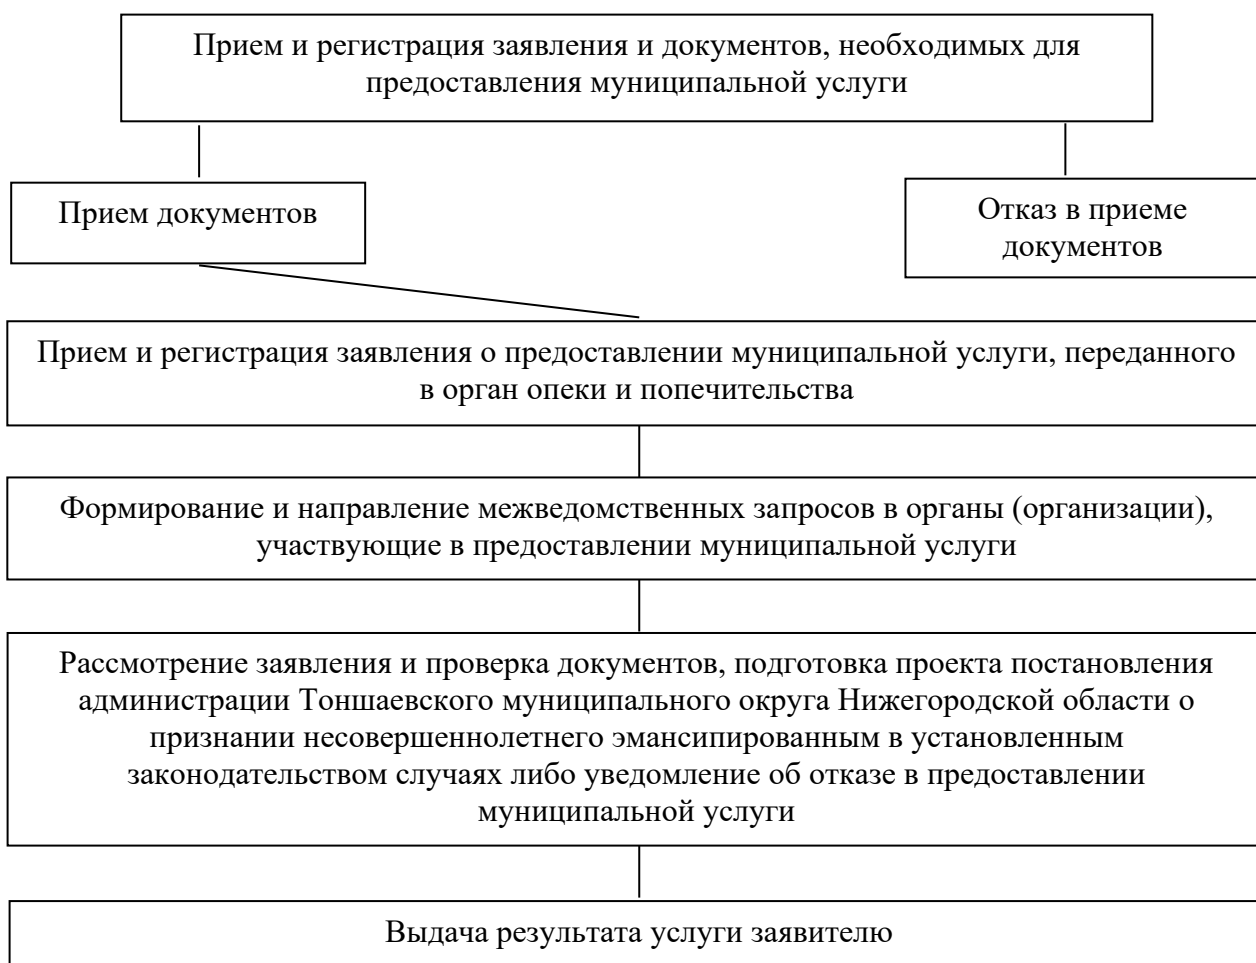 Прием и регистрация заявления и документов, необходимых для
предоставления муниципальной услуги
Прием документов
Отказ в приеме
документов
Прием и регистрация заявления о предоставлении муниципальной услуги, переданного
в орган опеки и попечительства
Формирование и направление межведомственных запросов в органы (организации),
участвующие в предоставлении муниципальной услуги
Рассмотрение заявления и проверка документов, подготовка проекта постановления
администрации Тоншаевского муниципального округа Нижегородской области о
признании несовершеннолетнего эмансипированным в установленным
законодательством случаях либо уведомление об отказе в предоставлении
муниципальной услуги
Выдача результата услуги заявителю